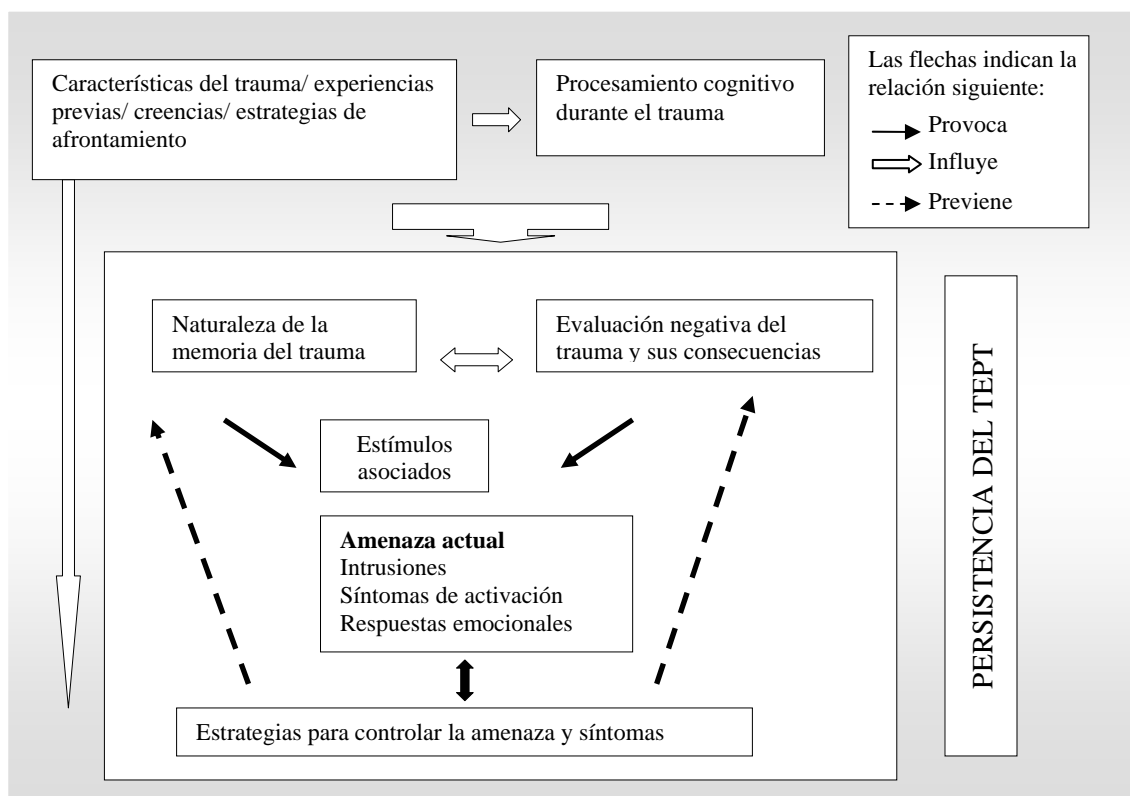 Características del trauma/ experiencias
previas/ creencias/ estrategias de
afrontamiento
Procesamiento cognitivo
durante el trauma
Las flechas indican la
relación siguiente:
Provoca
Influye
Previene
Naturaleza de la
memoria del trauma
Evaluación negativa del
trauma y sus consecuencias
Estímulos
asociados
Amenaza actual
Intrusiones
Síntomas de activación
Respuestas emocionales
Estrategias para controlar la amenaza y síntomas
PERSISTENCIA DEL TEPT